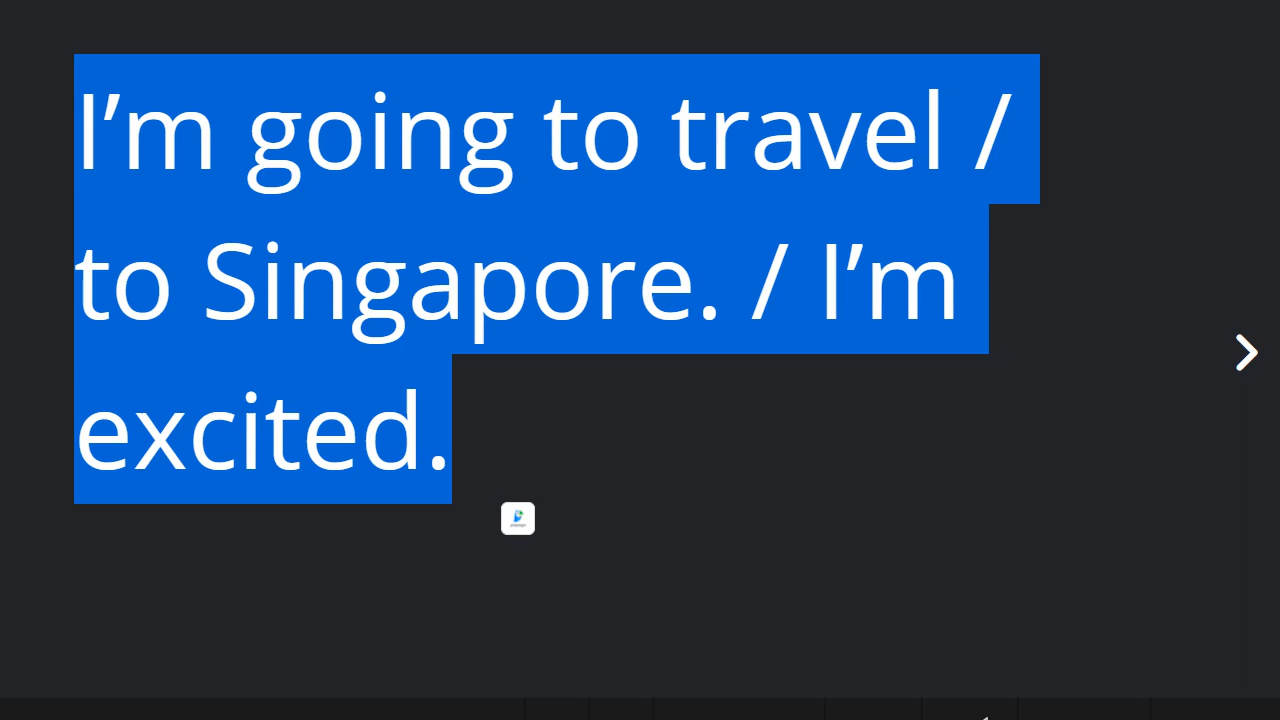 I’m going to travel /
to Singapore. / I’m
excited.